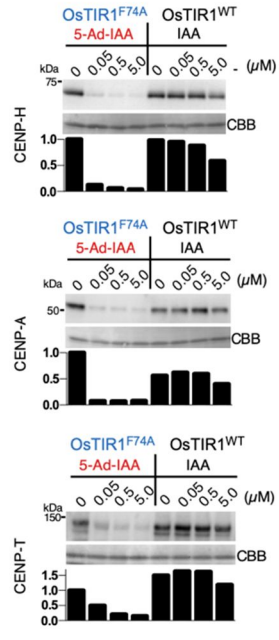 OsTIR1F74A OsTIR1WT
5-Ad-IAA IAA
kDa 0 0.05 0.5 5.0 0 0.05 0.5 5.0 - (μM)
75-
CBB
CENP-H
1.0
0.5
0.0
OsTIR1F74A OsTIR1WT
5-Ad-IAA IAA
kDa 0 0.05 0.5 5.0 0 0.05 0.5 5.0 (μM)
50-
CBB
CENP-A
1.0
0.5
0.0
OsTIR1F74A OsTIR1WT
5-Ad-IAA IAA
kDa 0 0.05 0.5 5.0 0 0.05 0.5 5.0 (μM)
150-
CBB
CENP-T
1.5
1.0
0.5
0.0